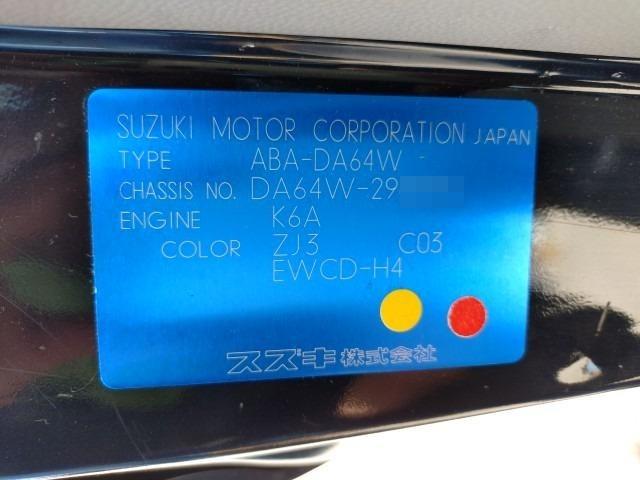 SUZUKI MOTOR CORPORATION JAPAN
TYPE ABA-DA64W
CHASSIS NO. DA64W-29
ENGINE K6A
COLOR ZJ3 C03
EWCD-H4
スズキ株式会社